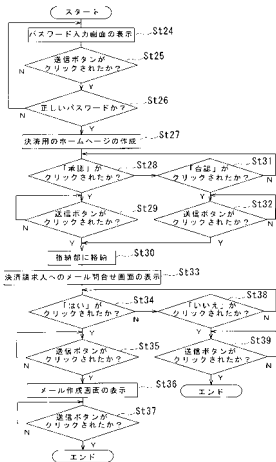 スタート
パスワード入力画面の表示
St24
送信ボタンが
クリックされたか?
St25
N
Y
正しいパスワードか?
St26
N
Y
決済用のホームページの作成
St27
「承認」が
クリックされたか?
St28
N
Y
「否認」が
クリックされたか?
St31
N
Y
送信ボタンが
クリックされたか?
St29
N
Y
送信ボタンが
クリックされたか?
St32
N
Y
格納部に格納
St30
決済請求人へのメール問合せ画面の表示
St33
「はい」が
クリックされたか?
St34
N
Y
「いいえ」が
クリックされたか?
St38
N
Y
送信ボタンが
クリックされたか?
St35
N
Y
送信ボタンが
クリックされたか?
St39
N
Y
エンド
メール作成画面の表示
St36
送信ボタンが
クリックされたか?
St37
N
Y
エンド